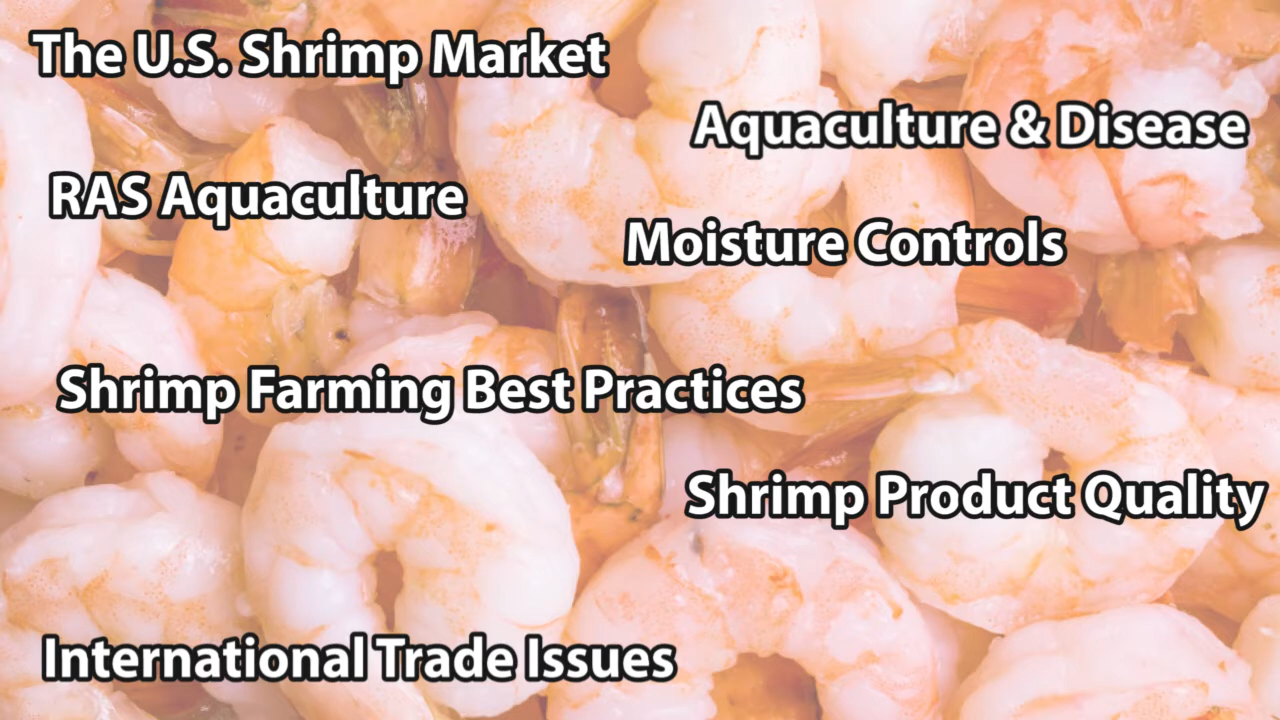 The U.S. Shrimp Market
Aquaculture & Disease
RAS Aquaculture
Moisture Controls
Shrimp Farming Best Practices
Shrimp Product Quality
International Trade Issues